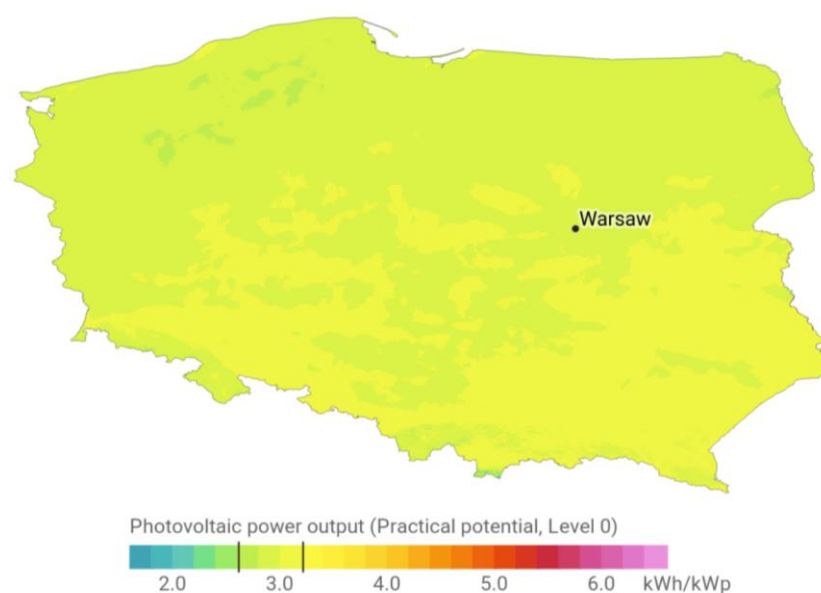 Warsaw
Photovoltaic power output (Practical potential, Level 0)
2.0 3.0 4.0 5.0 6.0 kWh/kWp